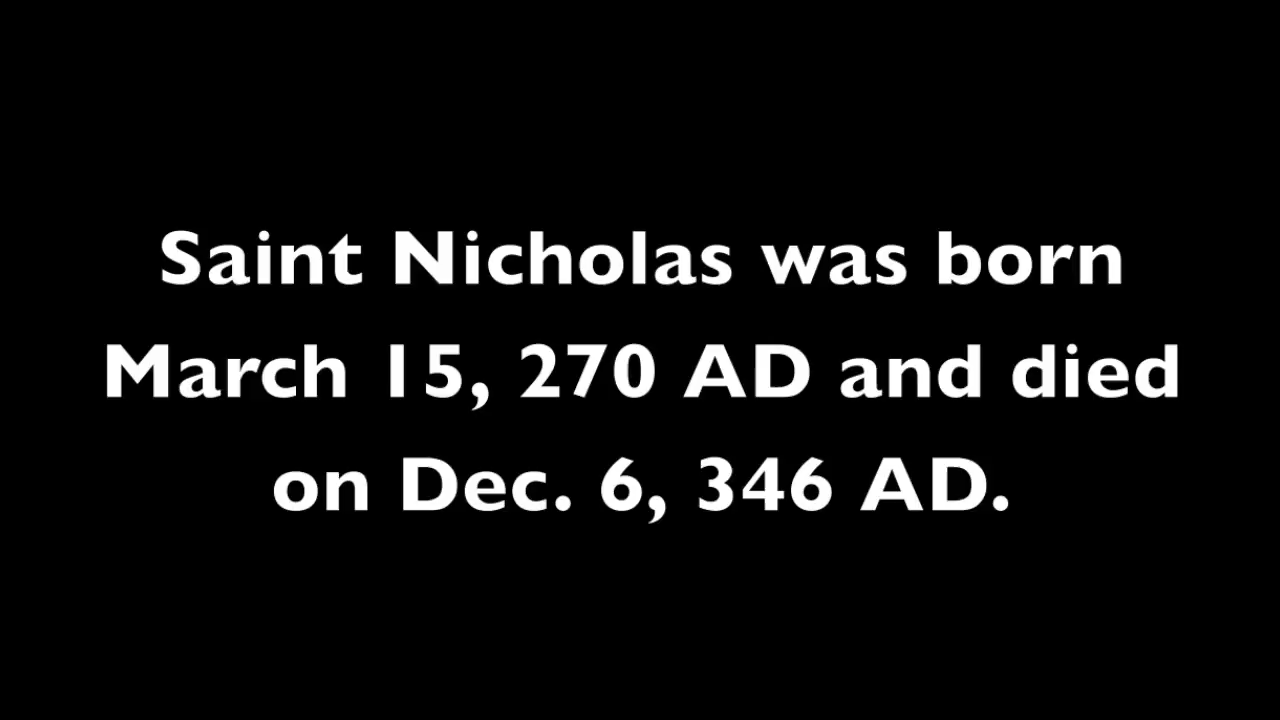 Saint Nicholas was born
March 15, 270 AD and died
on Dec. 6, 346 AD.